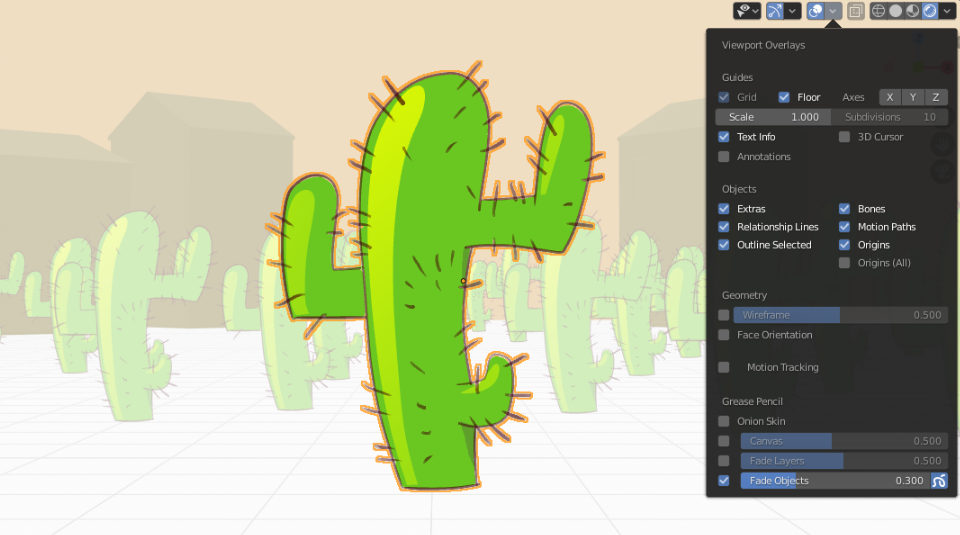 Viewport Overlays
Guides
Grid Floor Axes X Y Z
Scale 1.000 Subdivisions 10
Text Info 3D Cursor
Annotations
Objects
Extras Bones
Relationship Lines Motion Paths
Outline Selected Origins
Origins (All)
Geometry
Wireframe 0.500
Face Orientation
Motion Tracking
Grease Pencil
Onion Skin
Canvas 0.500
Fade Layers 0.500
Fade Objects 0.300